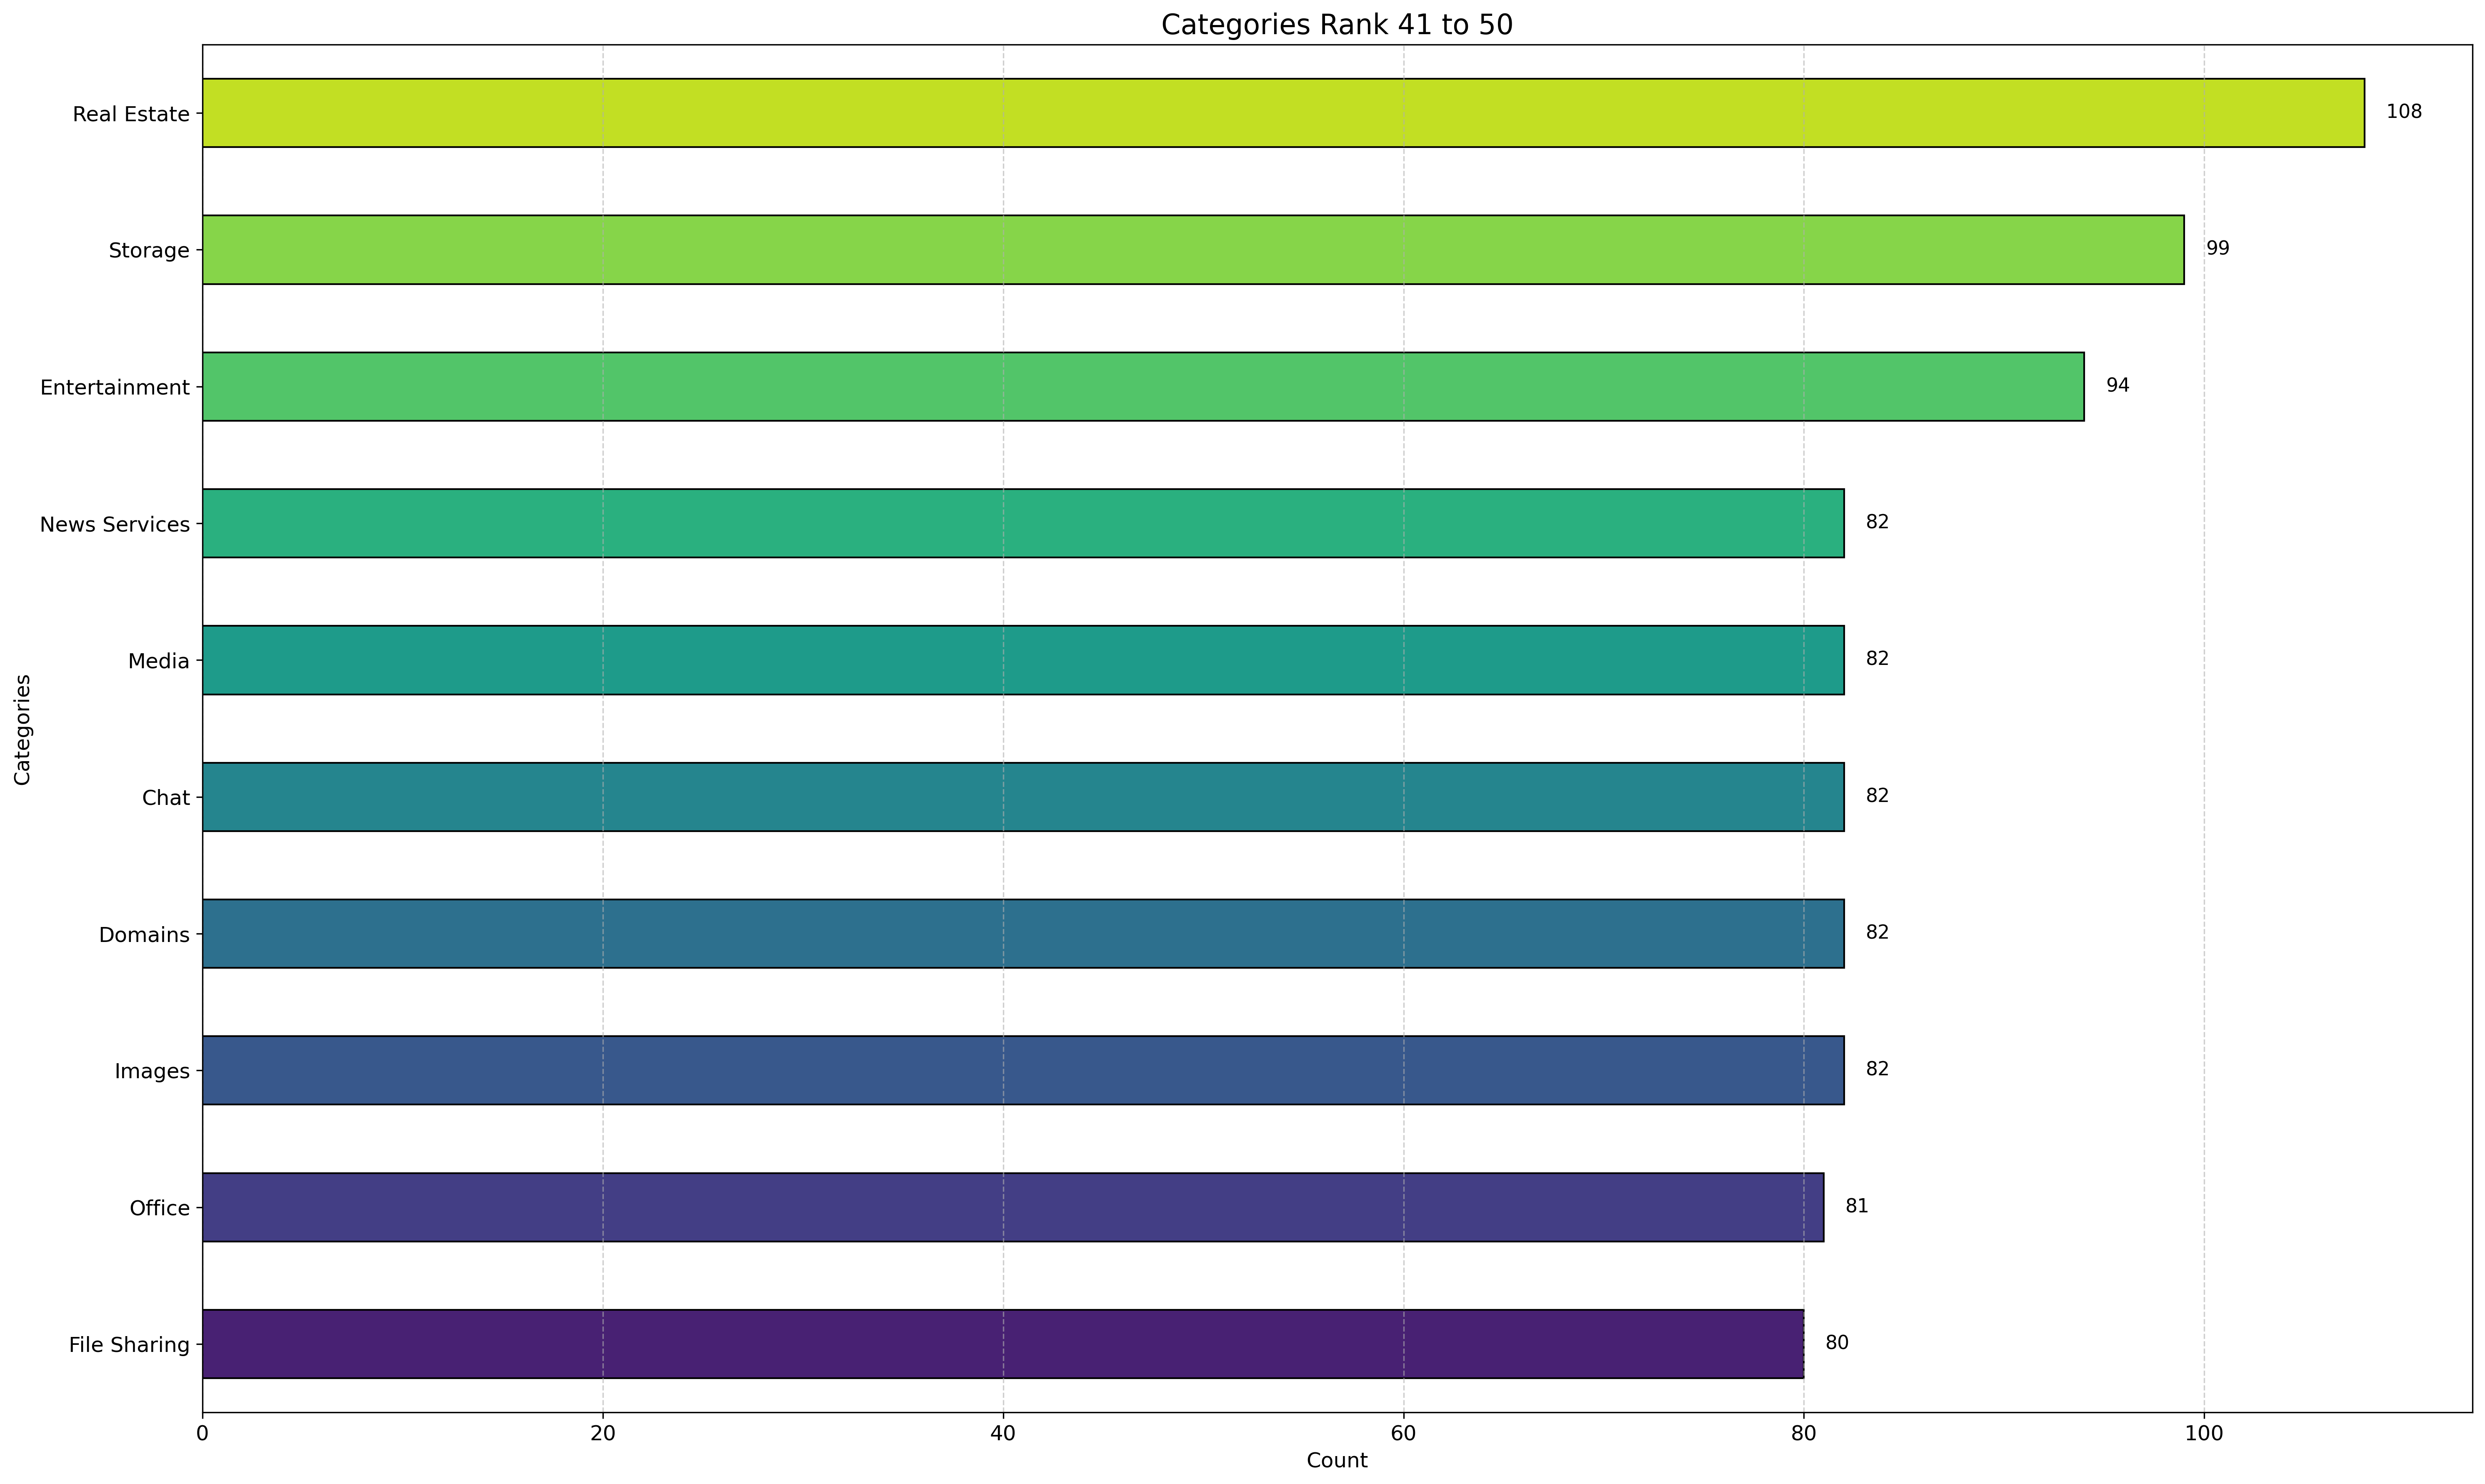 Categories Rank 41 to 50
Categories
Real Estate 108
Storage 99
Entertainment 94
News Services 82
Media 82
Chat 82
Domains 82
Images 82
Office 81
File Sharing 80
0 20 40 60 80 100
Count